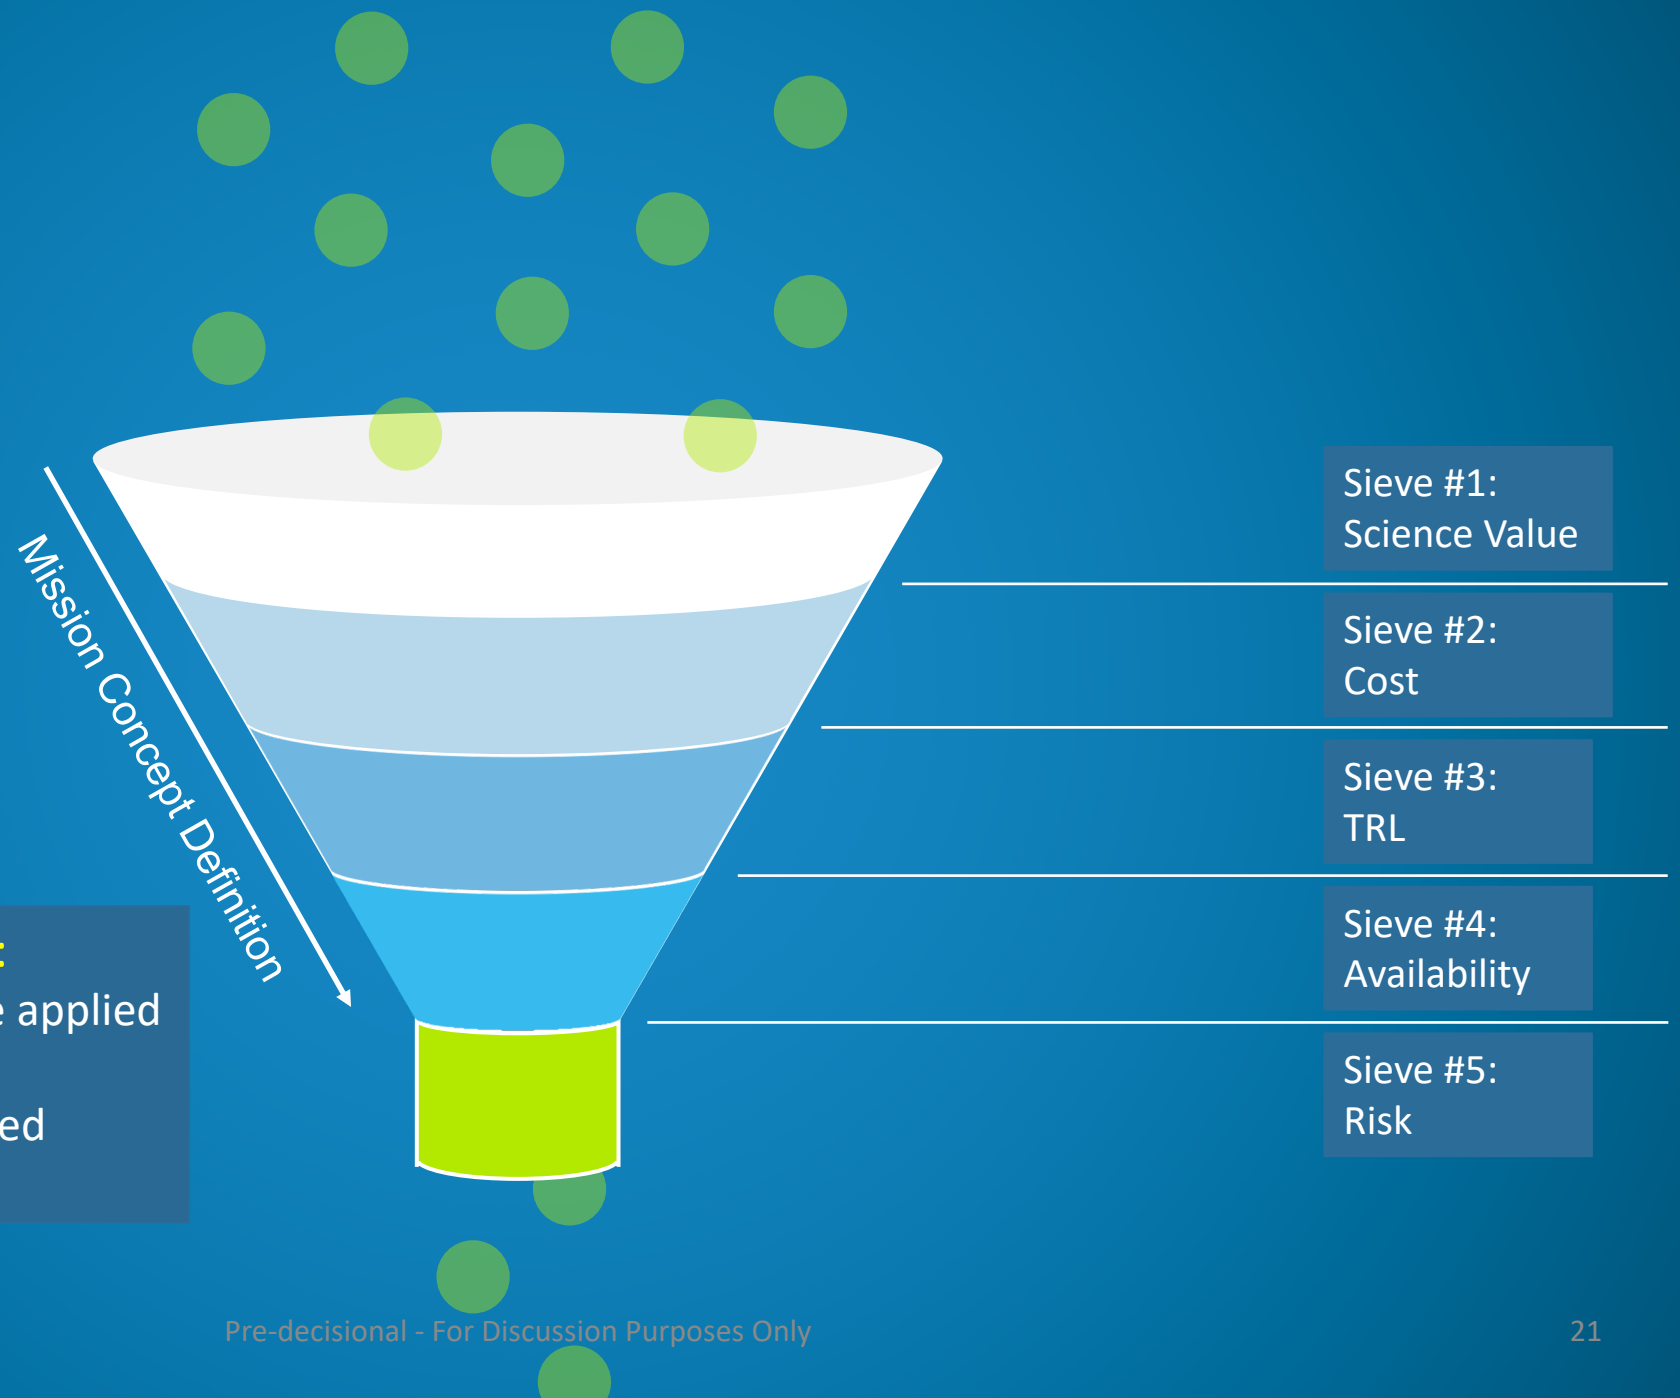 Sieve #1:
Science Value
Sieve #2:
Cost
Sieve #3:
TRL
Sieve #4:
Availability
Sieve #5:
Risk
Mission Concept Definition
:
applied
Pre-decisional - For Discussion Purposes Only
21